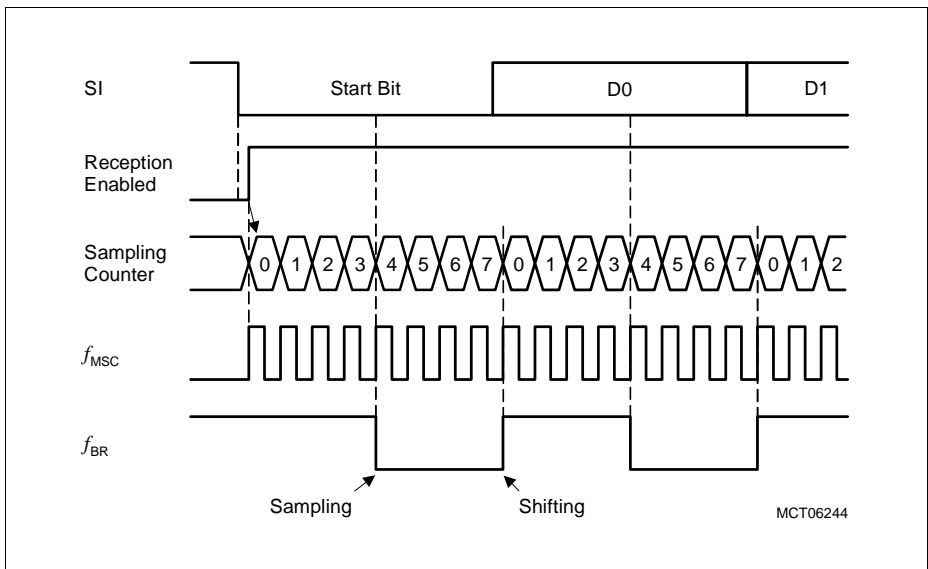 SI
Start Bit
D0
D1
Reception
Enabled
Sampling
Counter
0 1 2 3 4 5 6 7 0 1 2 3 4 5 6 7 0 1 2
fMSC
fBR
Sampling
Shifting
MCT06244